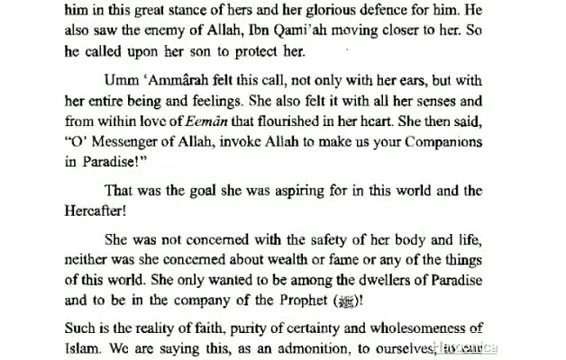 him in this great stance of hers and her glorious defence for him. He
also saw the enemy of Allah, Ibn Qami'ah moving closer to her. So
he called upon her son to protect her.
Umm ‘Ammârah felt this call, not only with her ears, but with
her entire being and feelings. She also felt it with all her senses and
from within love of Eemân that flourished in her heart. She then said,
“O’ Messenger of Allah, invoke Allah to make us your Companions
in Paradise!”
That was the goal she was aspiring for in this world and the
Hereafter!
She was not concerned with the safety of her body and life,
neither was she concerned about wealth or fame or any of the things
of this world. She only wanted to be among the dwellers of Paradise
and to be in the company of the Prophet (ﷺ)!
Such is the reality of faith, purity of certainty and wholesomeness of
Islam. We are saying this, as an admonition, to ourselves, as our